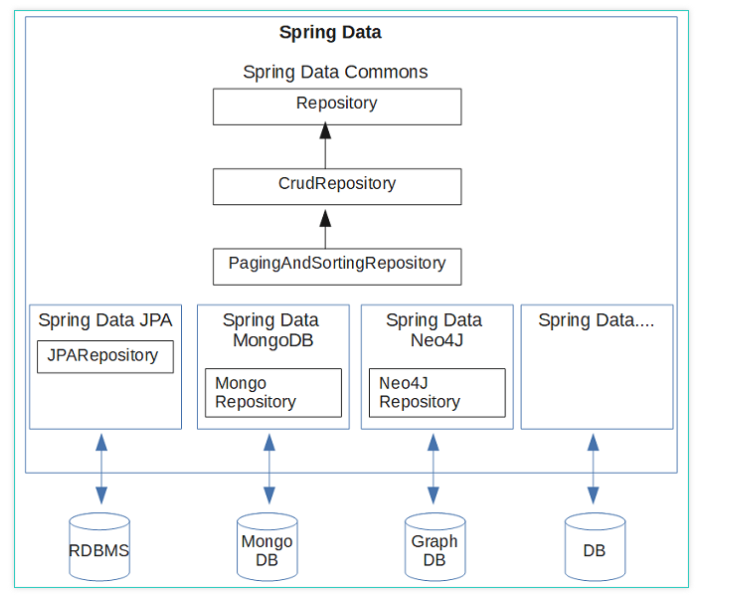 Spring Data
Spring Data Commons
Repository
CrudRepository
PagingAndSortingRepository
Spring Data JPA
JPARepository
Spring Data
MongoDB
Mongo
Repository
Spring Data
Neo4J
Neo4J
Repository
Spring Data....
RDBMS
Mongo
DB
Graph
DB
DB